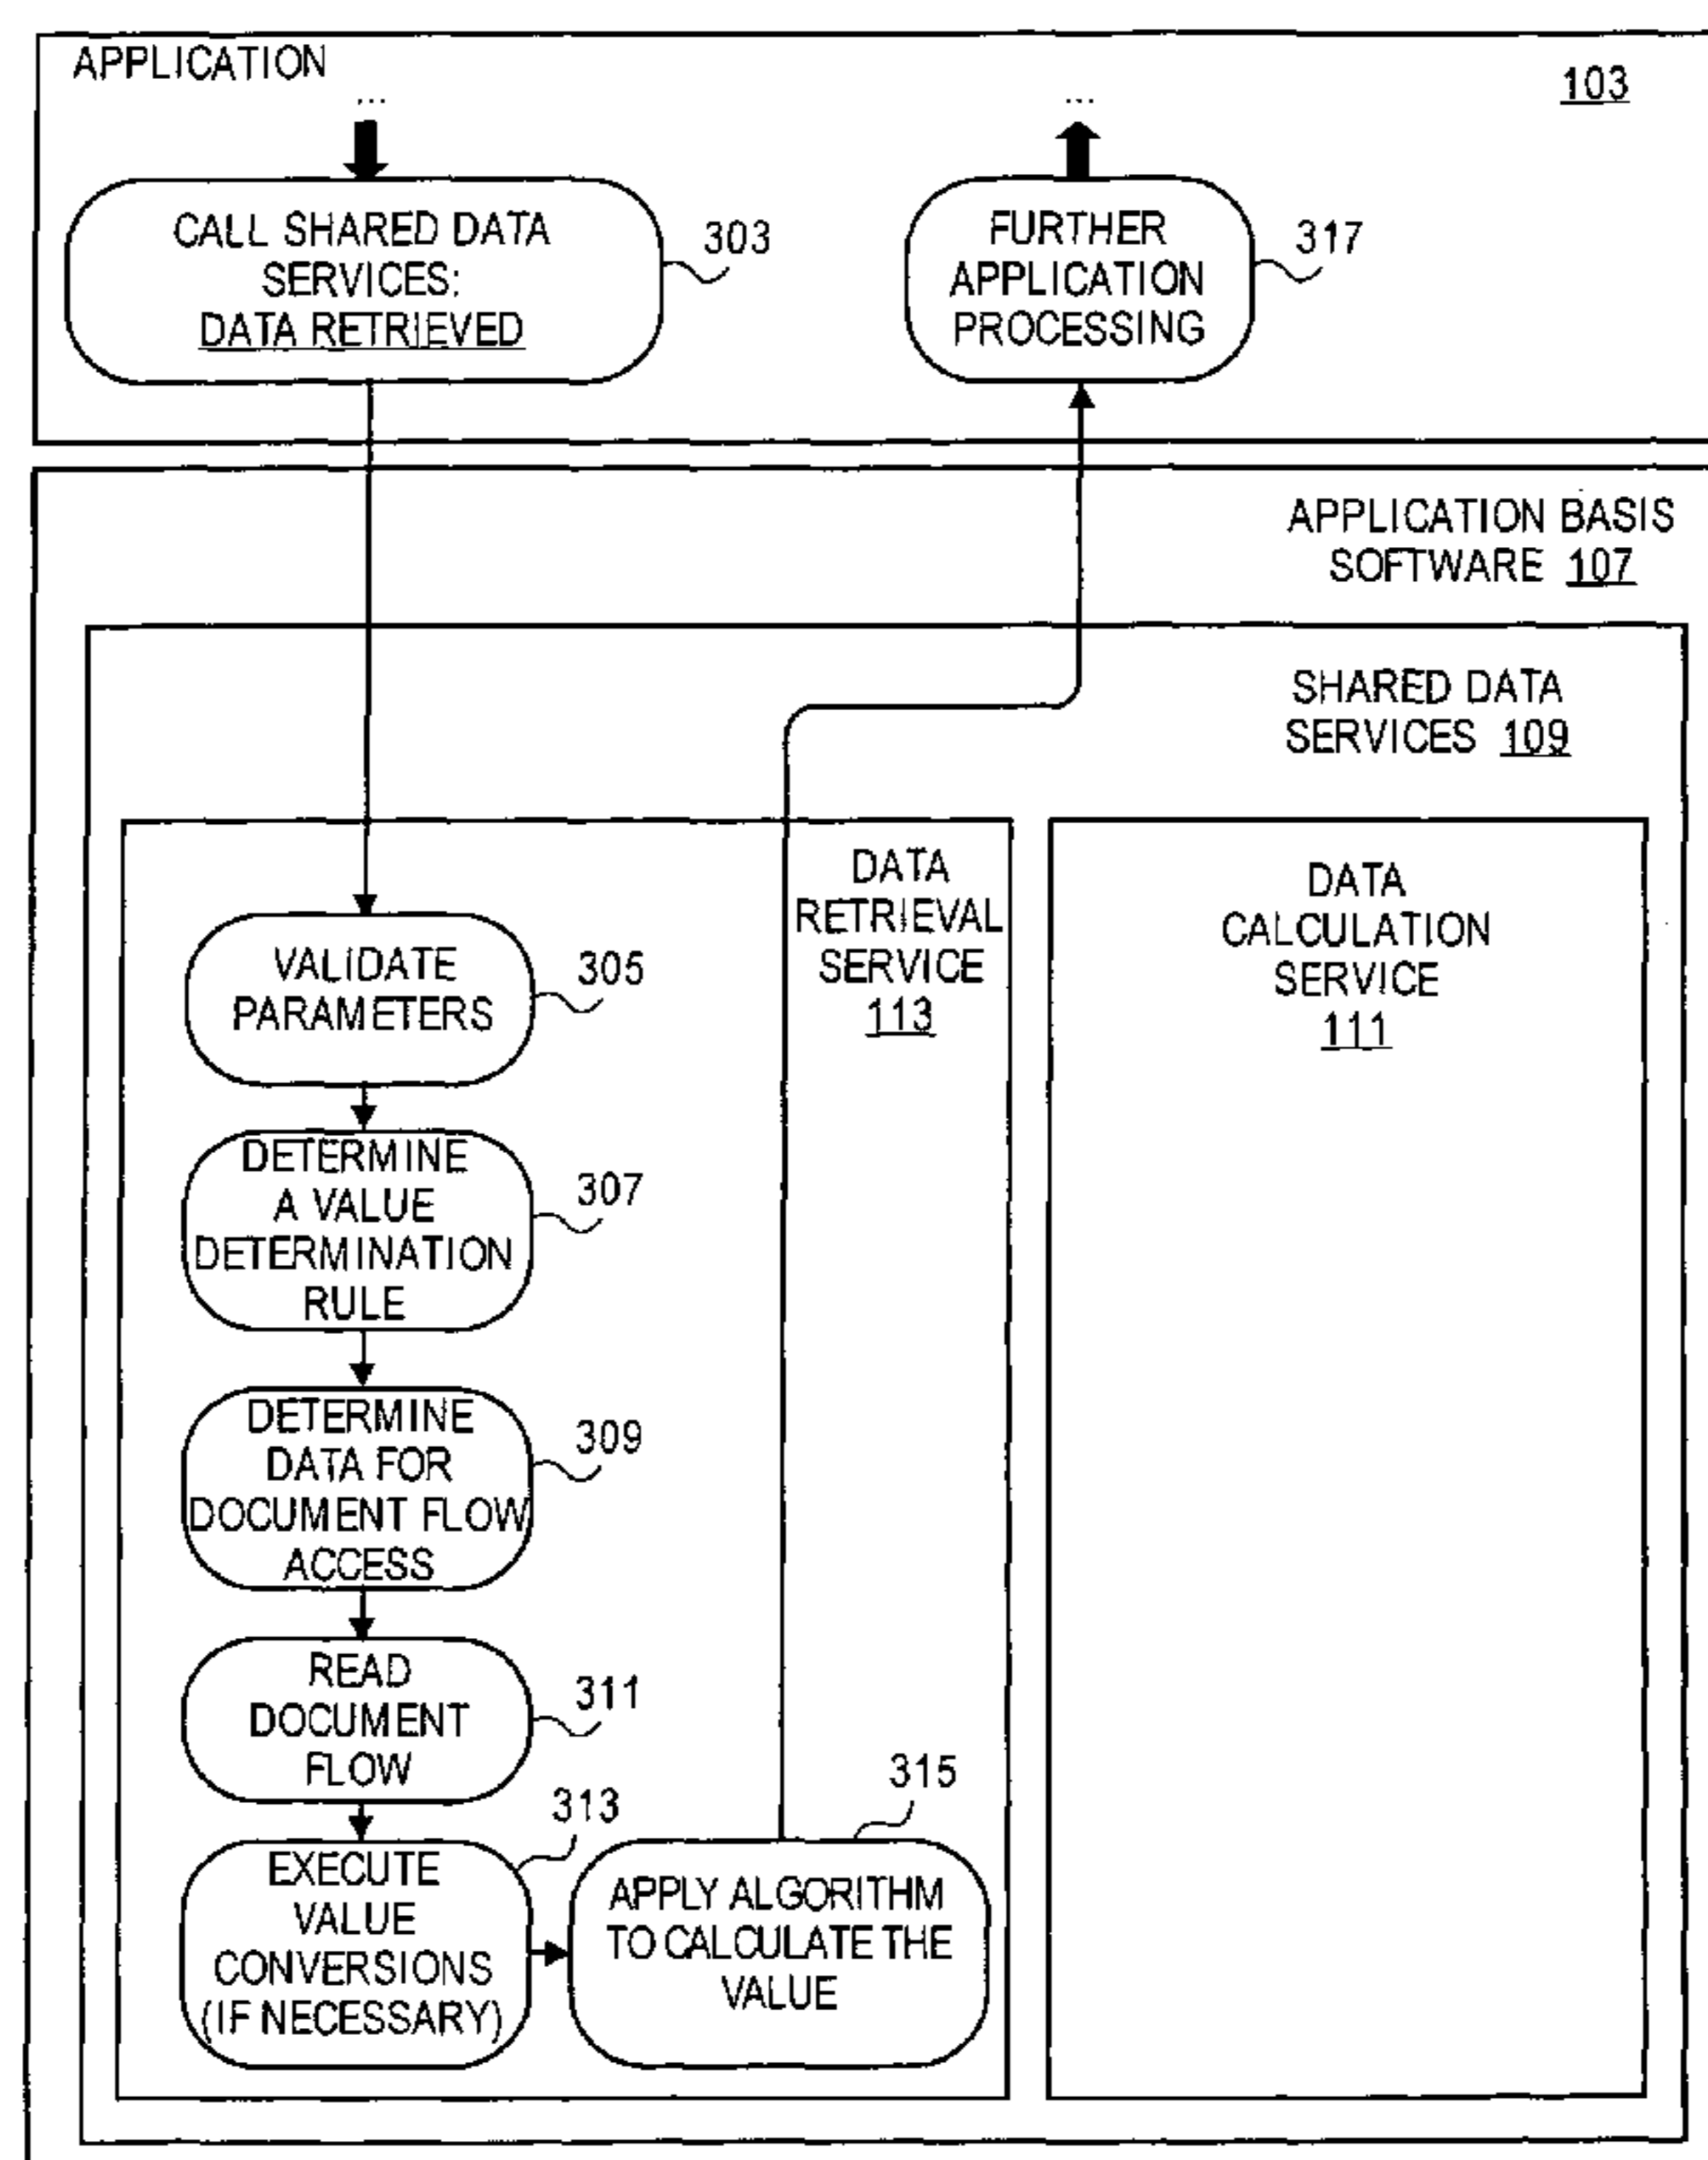 APPLICATION
103
...
...
CALL SHARED DATA
SERVICES:
DATA RETRIEVED
303
FURTHER
APPLICATION
PROCESSING
317
APPLICATION BASIS
SOFTWARE 107
SHARED DATA
SERVICES 109
DATA
RETRIEVAL
SERVICE
113
DATA
CALCULATION
SERVICE
111
VALIDATE
PARAMETERS
305
DETERMINE
A VALUE
DETERMINATION
RULE
307
DETERMINE
DATA FOR
DOCUMENT FLOW
ACCESS
309
READ
DOCUMENT
FLOW
311
EXECUTE
VALUE
CONVERSIONS
(IF NECESSARY)
313
APPLY ALGORITHM
TO CALCULATE THE
VALUE
315